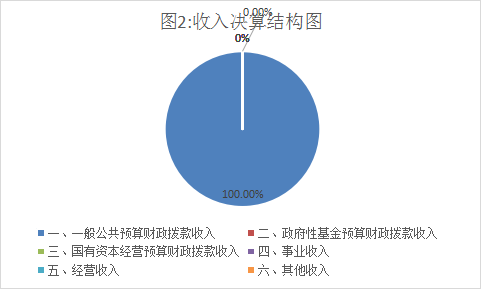 0.00%
图2:收入决算结构图
0%
100.00%
一、一般公共预算财政拨款收入
二、政府性基金预算财政拨款收入
三、国有资本经营预算财政拨款收入
四、事业收入
五、经营收入
六、其他收入